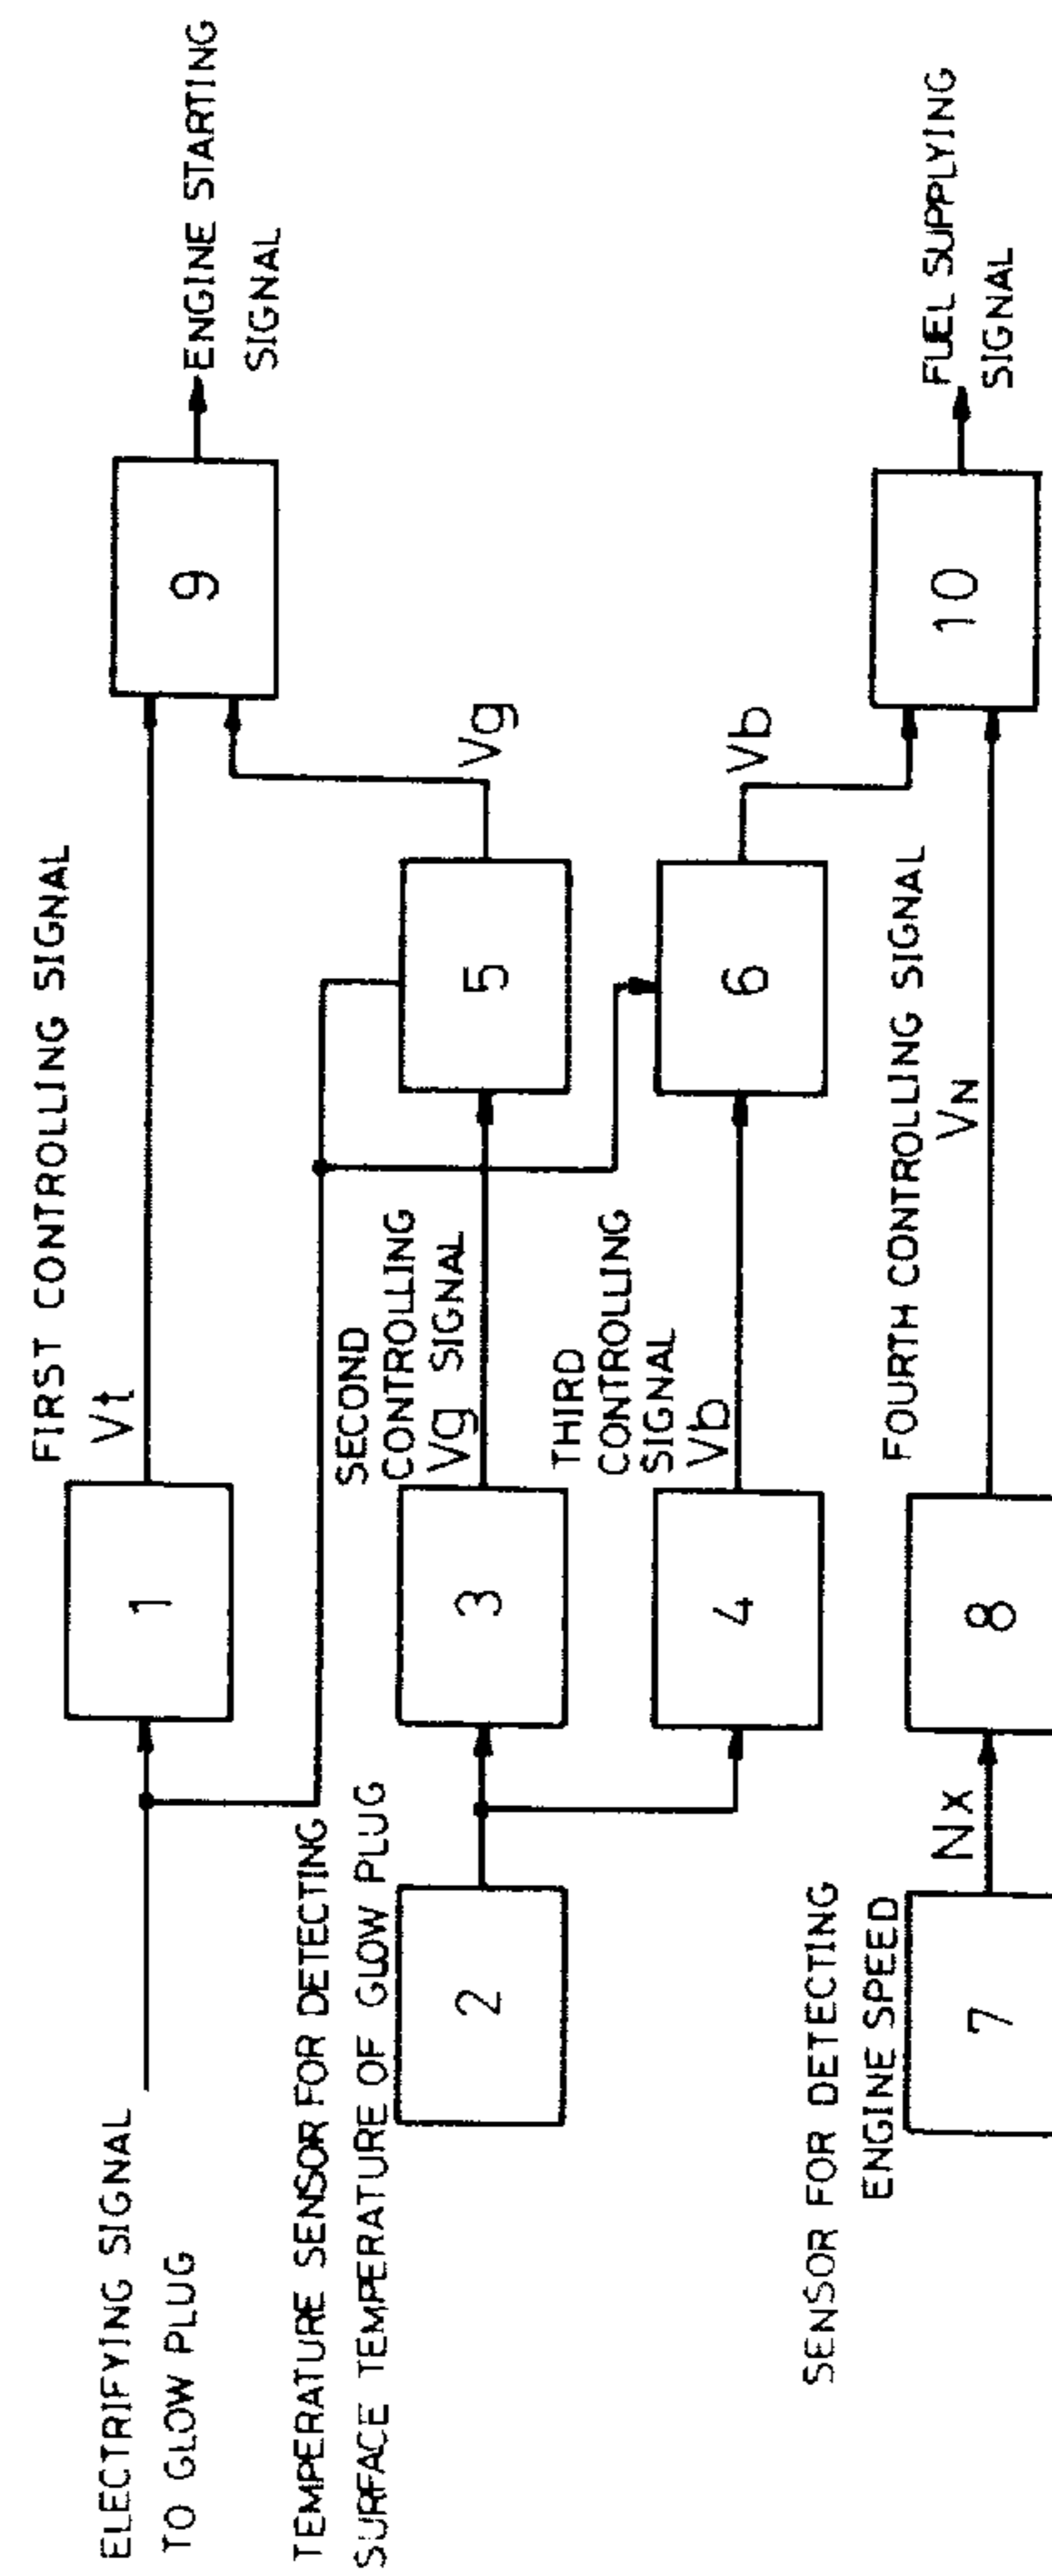 FIRST CONTROLLING SIGNAL
Vt
ELECTRIFYING SIGNAL
TO GLOW PLUG
1
9
ENGINE STARTING
SIGNAL
TEMPERATURE SENSOR FOR DETECTING
SURFACE TEMPERATURE OF GLOW PLUG
2
3
SECOND
CONTROLLING
Vg SIGNAL
5
Vg
4
THIRD
CONTROLLING
SIGNAL
Vb
6
Vb
SENSOR FOR DETECTING
ENGINE SPEED
7
Nx
8
FOURTH CONTROLLING SIGNAL
VN
10
FUEL SUPPLYING
SIGNAL